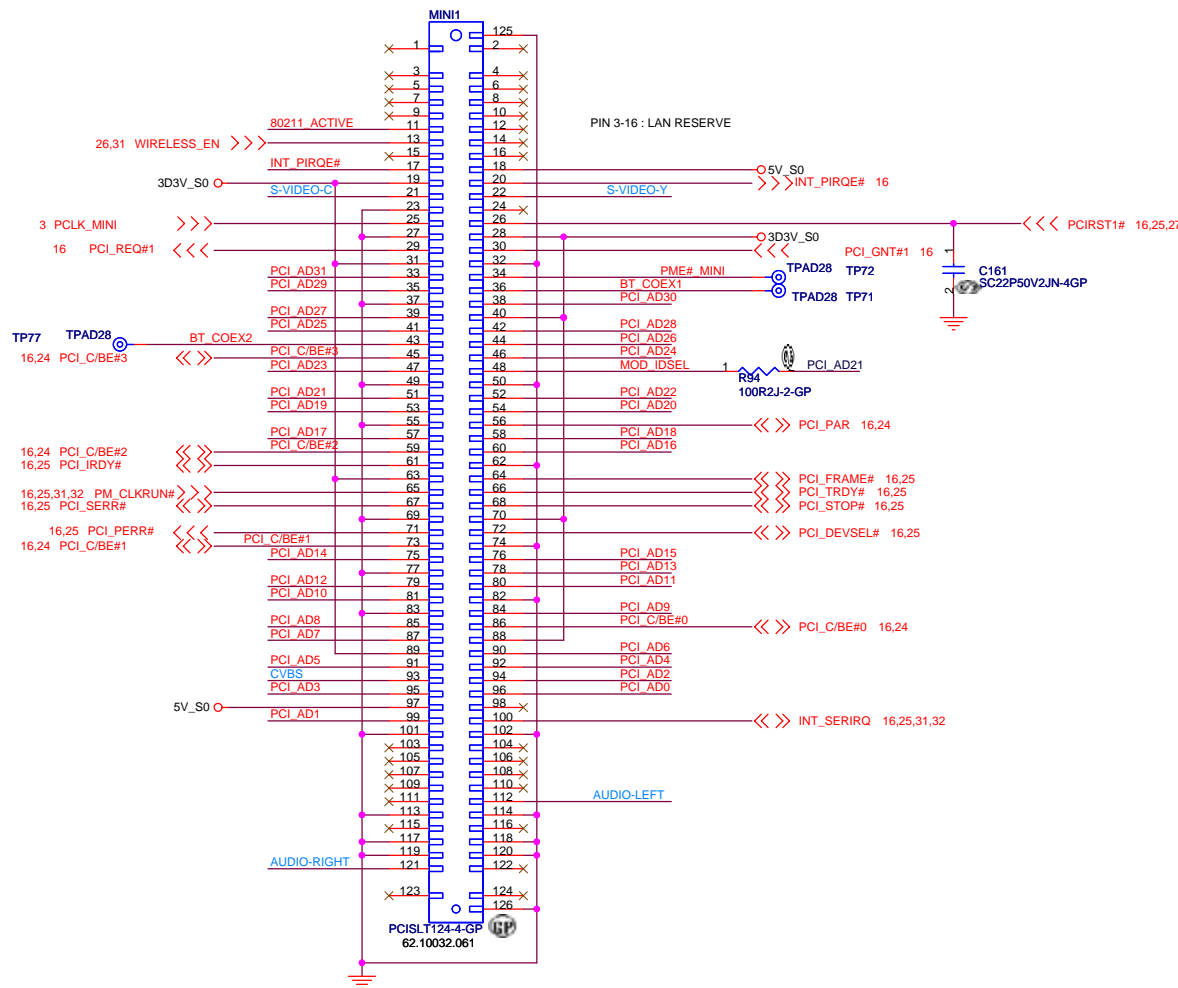 MINI1
125
1 2
3 4
5 6
7 8
9 10
80211_ACTIVE 11 12 PIN 3-16 : LAN RESERVE
26,31 WIRELESS_EN 13 14
15 16
INT_PIRQE# 17 18 5V_S0
3D3V_S0 19 20 INT_PIRQE# 16
S-VIDEO-C 21 22 S-VIDEO-Y
23 24
3 PCLK_MINI 25 26 PCIRST1# 16,25,27
27 28 3D3V_S0
16 PCI_REQ#1 29 30 PCI_GNT#1 16 1
31 32
PCI_AD31 33 34 PME#_MINI TPAD28 TP72 C161
PCI_AD29 35 36 BT_COEX1 2 SC22P50V2JN-4GP
37 38 PCI_AD30 TPAD28 TP71
PCI_AD27 39 40
PCI_AD25 41 42 PCI_AD28
TP77 TPAD28 BT_COEX2 43 44 PCI_AD26
16,24 PCI_C/BE#3 PCI_C/BE#3 45 46 PCI_AD24
PCI_AD23 47 48 MOD_IDSEL 1 PCI_AD21
R94
49 50 100R2J-2-GP
PCI_AD21 51 52 PCI_AD22
PCI_AD19 53 54 PCI_AD20
55 56 PCI_PAR 16,24
PCI_AD17 57 58 PCI_AD18
16,24 PCI_C/BE#2 PCI_C/BE#2 59 60 PCI_AD16
16,25 PCI_IRDY# 61 62
63 64 PCI_FRAME# 16,25
16,25,31,32 PM_CLKRUN# 65 66 PCI_TRDY# 16,25
16,25 PCI_SERR# 67 68 PCI_STOP# 16,25
69 70
16,25 PCI_PERR# 71 72 PCI_DEVSEL# 16,25
16,24 PCI_C/BE#1 PCI_C/BE#1 73 74
PCI_AD14 75 76 PCI_AD15
77 78 PCI_AD13
PCI_AD12 79 80 PCI_AD11
PCI_AD10 81 82
83 84 PCI_AD9
PCI_AD8 85 86 PCI_C/BE#0 PCI_C/BE#0 16,24
PCI_AD7 87 88
89 90 PCI_AD6
PCI_AD5 91 92 PCI_AD4
CVBS 93 94 PCI_AD2
PCI_AD3 95 96 PCI_AD0
5V_S0 97 98
PCI_AD1 99 100 INT_SERIRQ 16,25,31,32
101 102
103 104
105 106
107 108
109 110
111 112 AUDIO-LEFT
113 114
115 116
117 118
119 120
AUDIO-RIGHT 121 122
123 124
126
PCISLT124-4-GP GP
62.10032.061